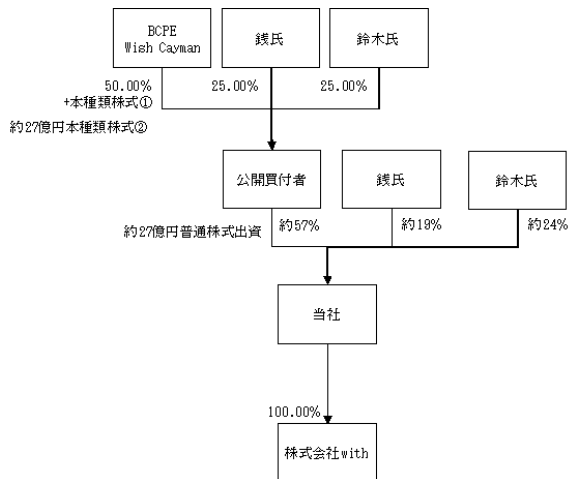 BCPE
Wish Cayman
銭氏
鈴木氏
50.00%
+本種類株式①
25.00%
25.00%
約27億円本種類株式②
公開買付者
銭氏
鈴木氏
約27億円普通株式出資
約57%
約19%
約24%
当社
100.00%
株式会社with